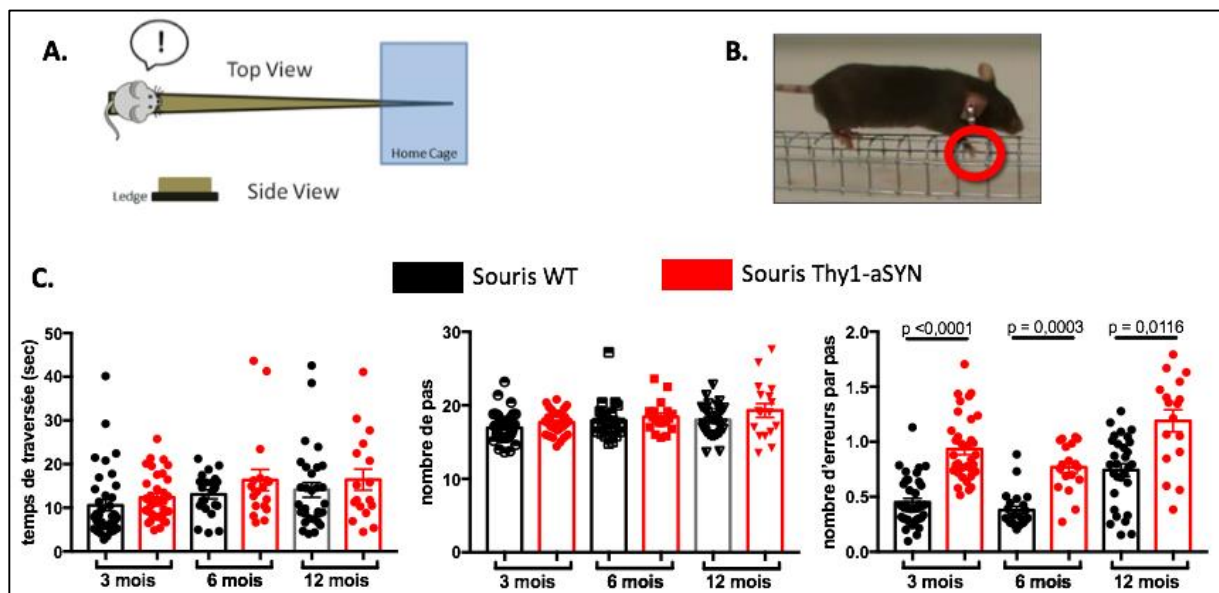 A.
!
Top View
Home Cage
Ledge
Side View
B.
C.
Souris WT
Souris Thy1-aSYN
temps de traversée (sec)
50
40
30
20
10
0
3 mois
6 mois
12 mois
nombre de pas
30
20
10
0
3 mois
6 mois
12 mois
nombre d'erreurs par pas
2.0
1.5
1.0
0.5
0.0
p <0,0001
p = 0,0003
p = 0,0116
3 mois
6 mois
12 mois